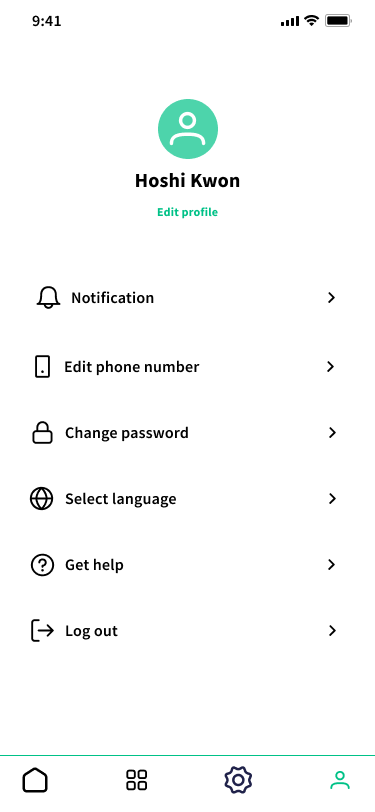 9:41
Hoshi Kwon
Edit profile
Notification
Edit phone number
Change password
Select language
Get help
Log out